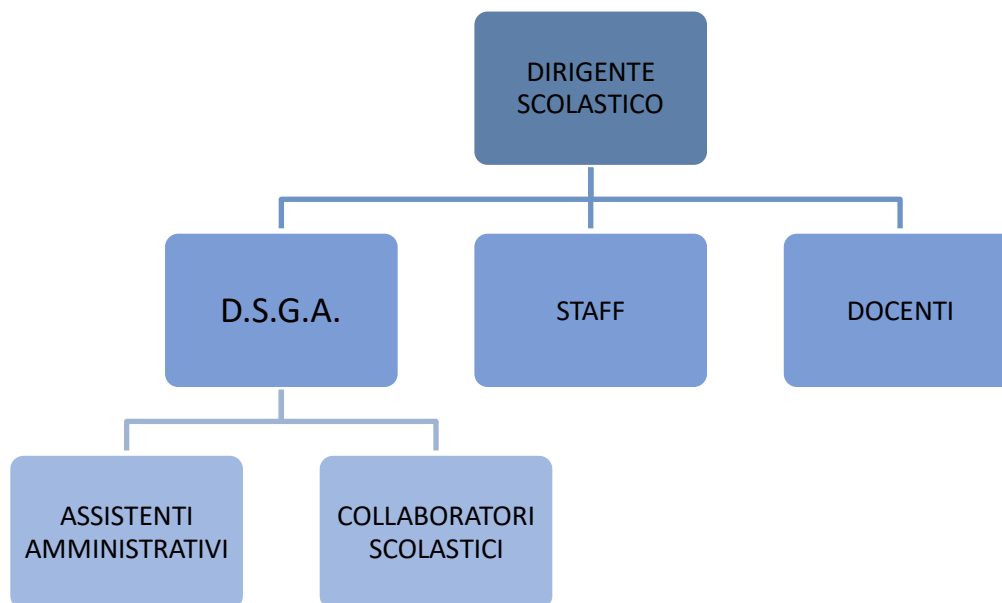 DIRIGENTE
SCOLASTICO
D.S.G.A.
STAFF
DOCENTI
ASSISTENTI
AMMINISTRATIVI
COLLABORATORI
SCOLASTICI